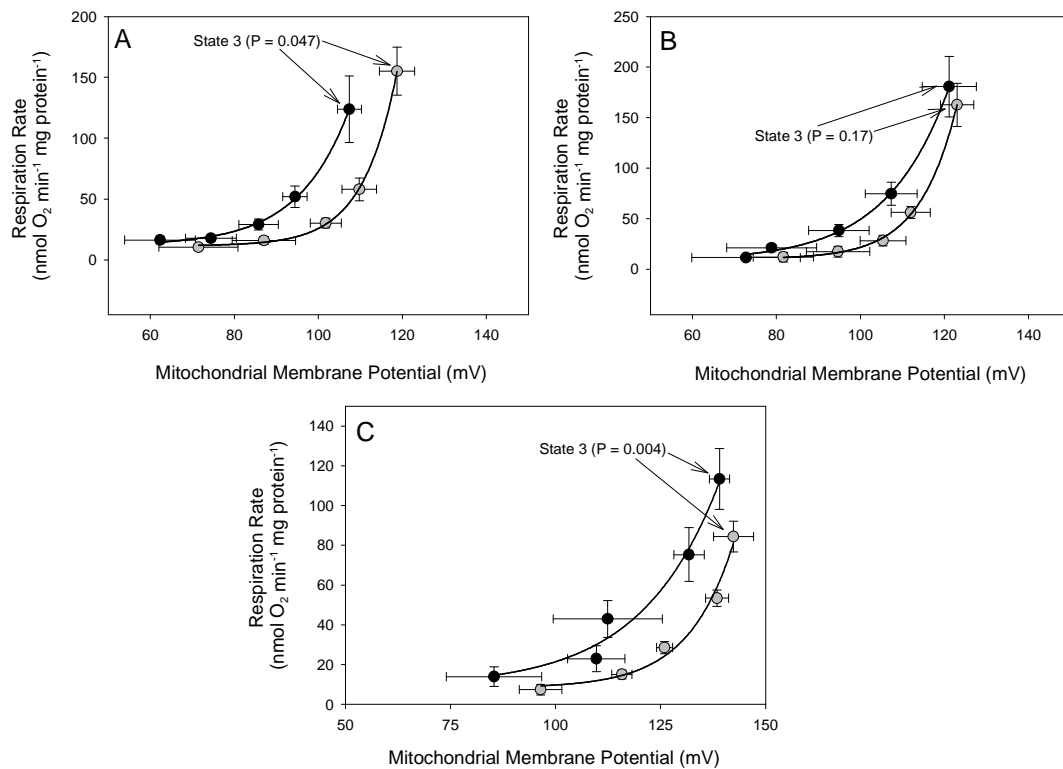 A
State 3 (P = 0.047)
Respiration Rate
(nmol O₂ min⁻¹ mg protein⁻¹)
200
150
100
50
0
60 80 100 120 140
Mitochondrial Membrane Potential (mV)
B
State 3 (P = 0.17)
Respiration Rate
(nmol O₂ min⁻¹ mg protein⁻¹)
250
200
150
100
50
0
60 80 100 120 140
Mitochondrial Membrane Potential (mV)
C
State 3 (P = 0.004)
Respiration Rate
(nmol O₂ min⁻¹ mg protein⁻¹)
140
120
100
80
60
40
20
0
50 75 100 125 150
Mitochondrial Membrane Potential (mV)